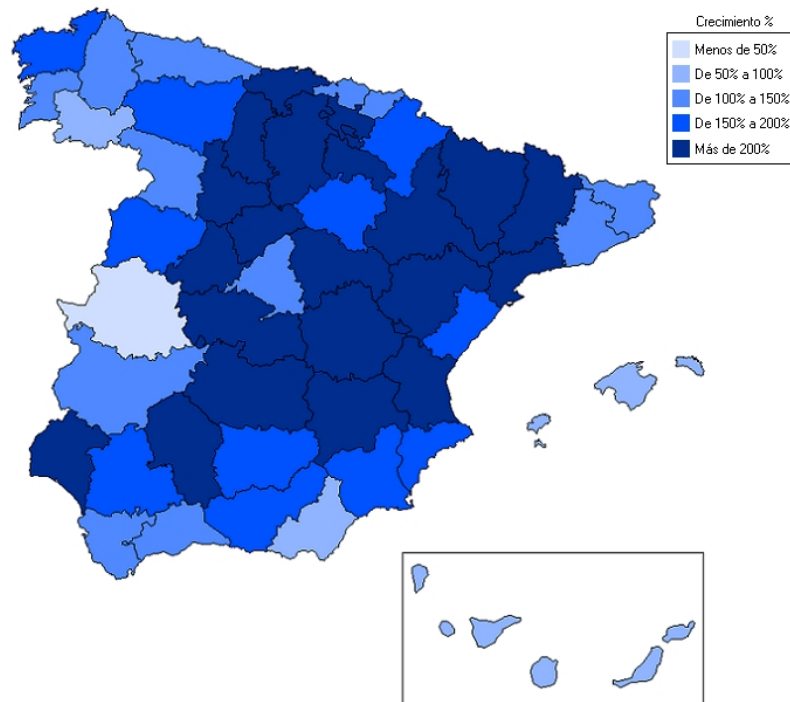 Crecimiento %
Menos de 50%
De 50% a 100%
De 100% a 150%
De 150% a 200%
Más de 200%